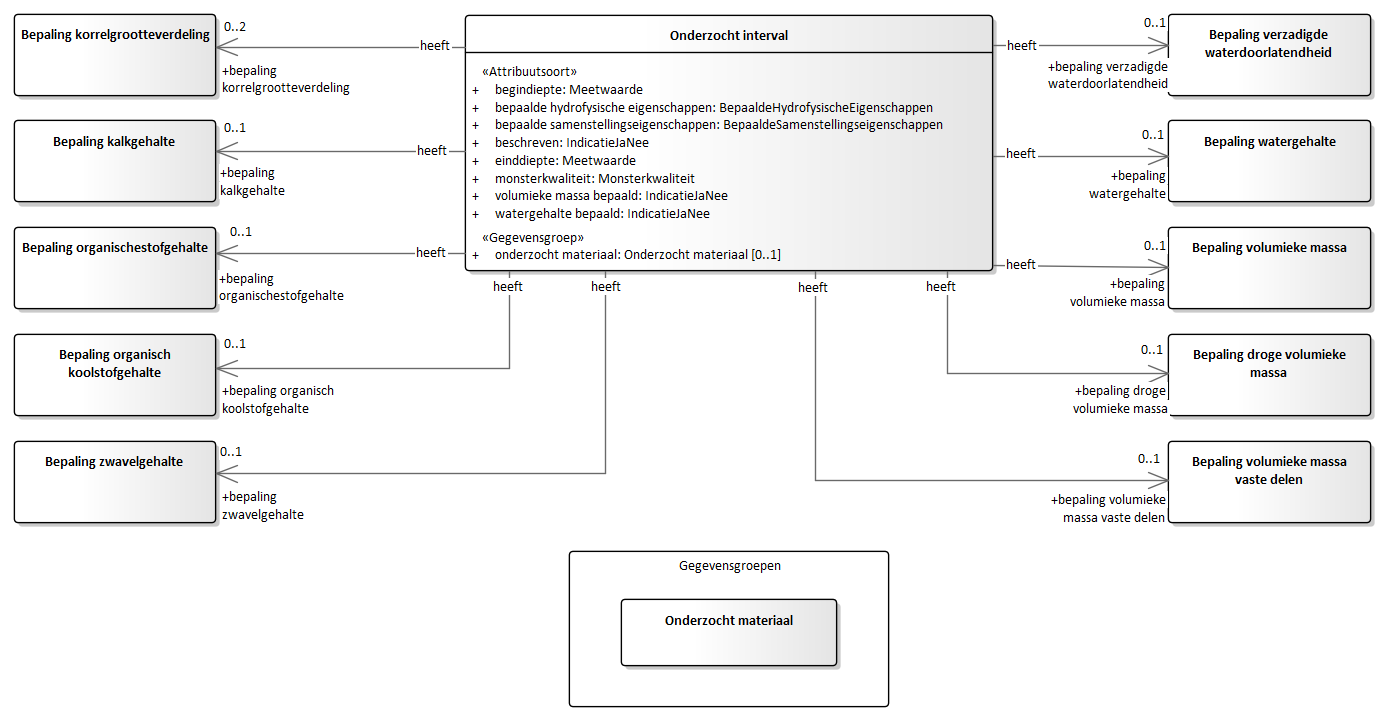 Bepaling korrelgrootteverdeling
0..2
+bepaling
korrelgrootteverdeling
heeft
Bepaling kalkgehalte
0..1
+bepaling
kalkgehalte
heeft
Bepaling organischestofgehalte
0..1
+bepaling
organischestofgehalte
heeft
Bepaling organisch
koolstofgehalte
0..1
+bepaling organisch
koolstofgehalte
heeft
Bepaling zwavelgehalte
0..1
+bepaling
zwavelgehalte
heeft
Onderzocht interval
«Attribuutsoort»
+ begindiepte: Meetwaarde
+ bepaalde hydrofysische eigenschappen: BepaaldeHydrofysischeEigenschappen
+ bepaalde samenstellingseigenschappen: BepaaldeSamenstellingseigenschappen
+ beschreven: IndicatieJaNee
+ einddiepte: Meetwaarde
+ monsterkwaliteit: Monsterkwaliteit
+ volumieke massa bepaald: IndicatieJaNee
+ watergehalte bepaald: IndicatieJaNee
«Gegevensgroep»
+ onderzocht materiaal: Onderzocht materiaal [0..1]
heeft
0..1
+bepaling verzadigde
waterdoorlatendheid
Bepaling verzadigde
waterdoorlatendheid
heeft
0..1
+bepaling
watergehalte
Bepaling watergehalte
heeft
0..1
+bepaling
volumieke massa
Bepaling volumieke massa
heeft
0..1
+bepaling droge
volumieke massa
Bepaling droge volumieke
massa
heeft
0..1
+bepaling volumieke
massa vaste delen
Bepaling volumieke massa
vaste delen
Gegevensgroepen
Onderzocht materiaal